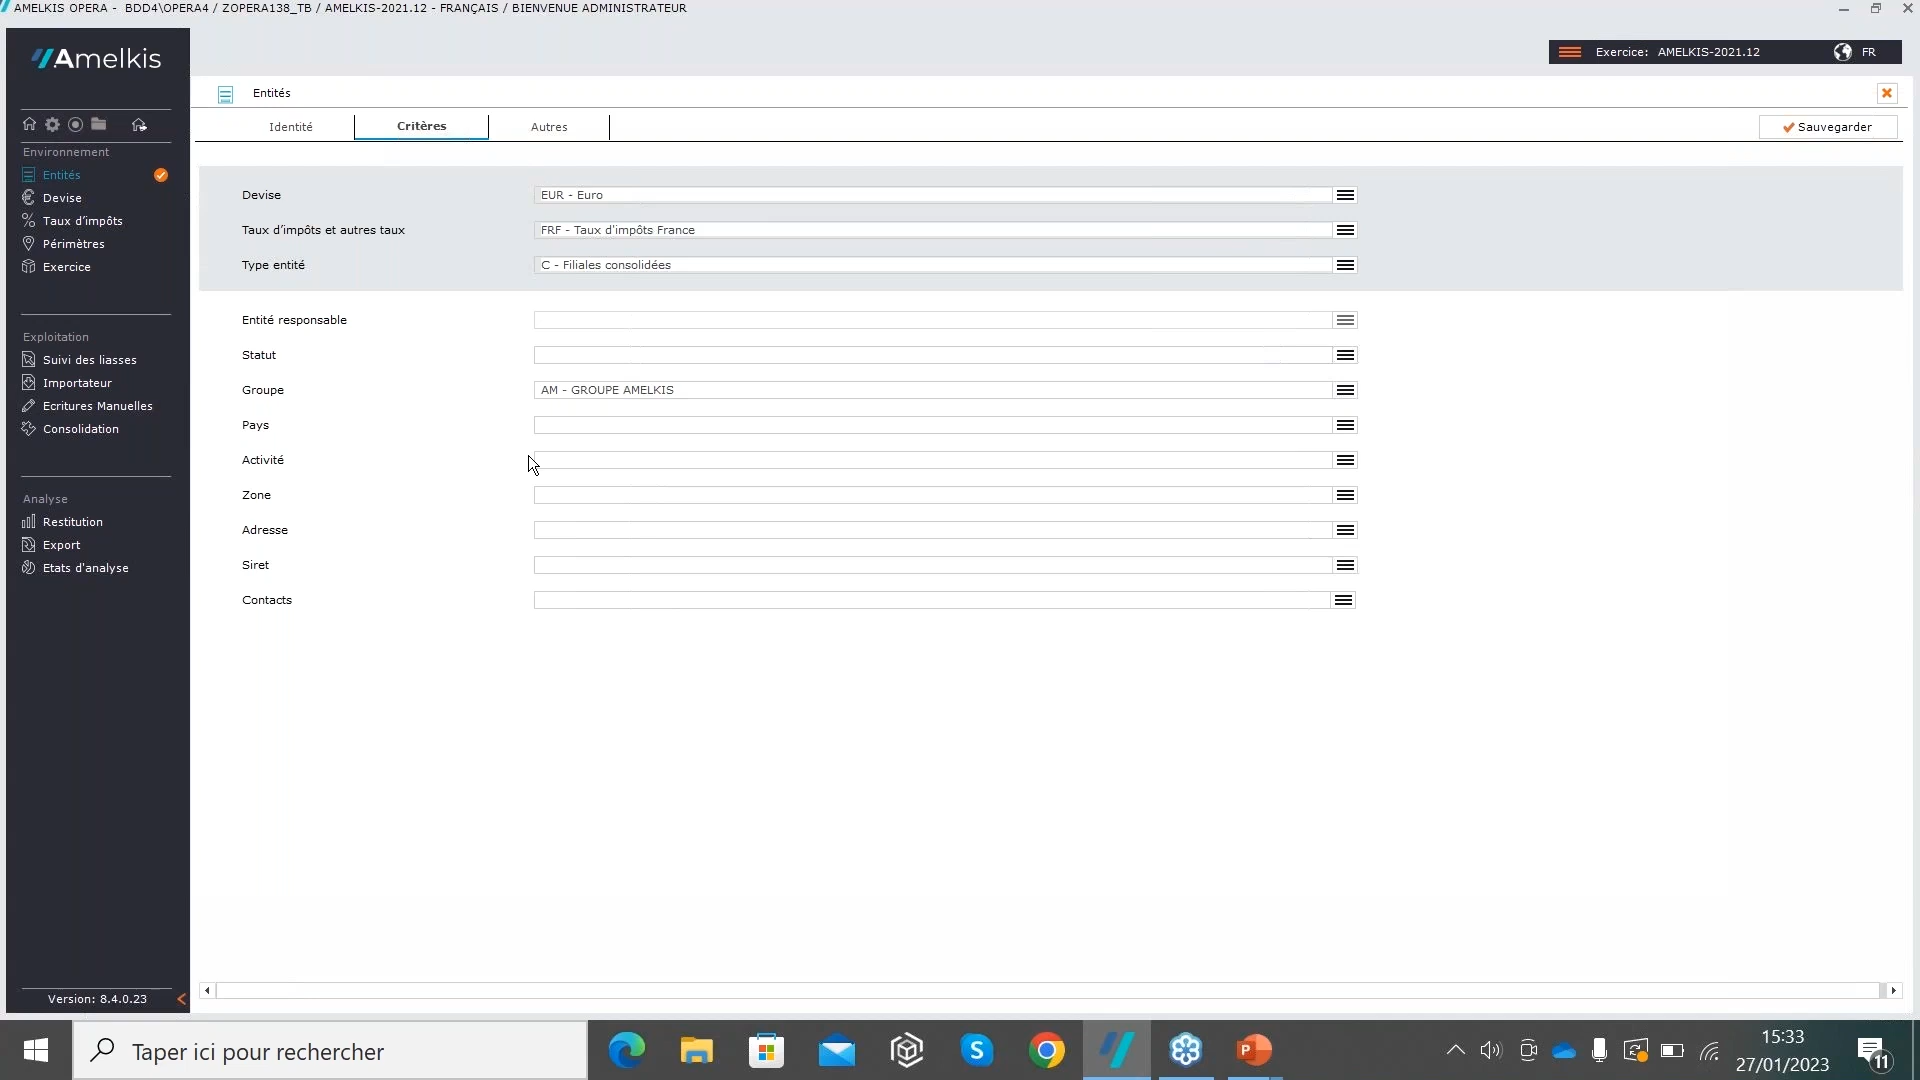 AMELKIS OPERA - BDD4\OPERA4 / ZOPERA138_TB / AMELKIS-2021.12 - FRANÇAIS / BIENVENUE ADMINISTRATEUR
Amelkis
Exercice: AMELKIS-2021.12
FR
Entités
Identité
Critères
Autres
Sauvegarder
Environnement
Entités
Devise
Taux d'impôts
Périmètres
Exercice
Exploitation
Suivi des liasses
Importateur
Ecritures Manuelles
Consolidation
Analyse
Restitution
Export
Etats d'analyse
Version: 8.4.0.23
Devise EUR - Euro
Taux d'impôts et autres taux FRF - Taux d'impôts France
Type entité C - Filiales consolidées
Entité responsable
Statut
Groupe AM - GROUPE AMELKIS
Pays
Activité
Zone
Adresse
Siret
Contacts
Taper ici pour rechercher
S
P
15:33
27/01/2023
11